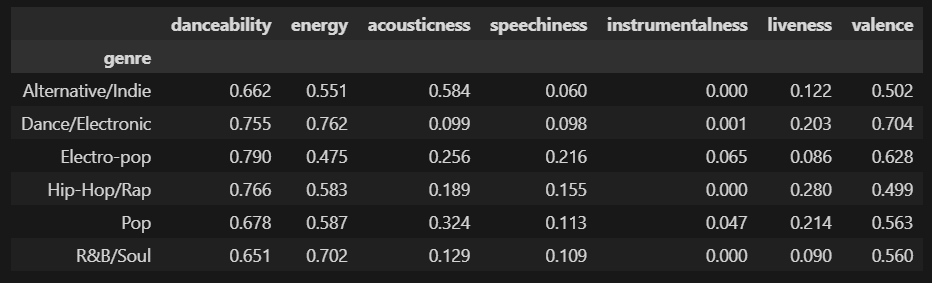 danceability energy acousticness speechiness instrumentalness liveness valence
genre
Alternative/Indie 0.662 0.551 0.584 0.060 0.000 0.122 0.502
Dance/Electronic 0.755 0.762 0.099 0.098 0.001 0.203 0.704
Electro-pop 0.790 0.475 0.256 0.216 0.065 0.086 0.628
Hip-Hop/Rap 0.766 0.583 0.189 0.155 0.000 0.280 0.499
Pop 0.678 0.587 0.324 0.113 0.047 0.214 0.563
R&B/Soul 0.651 0.702 0.129 0.109 0.000 0.090 0.560